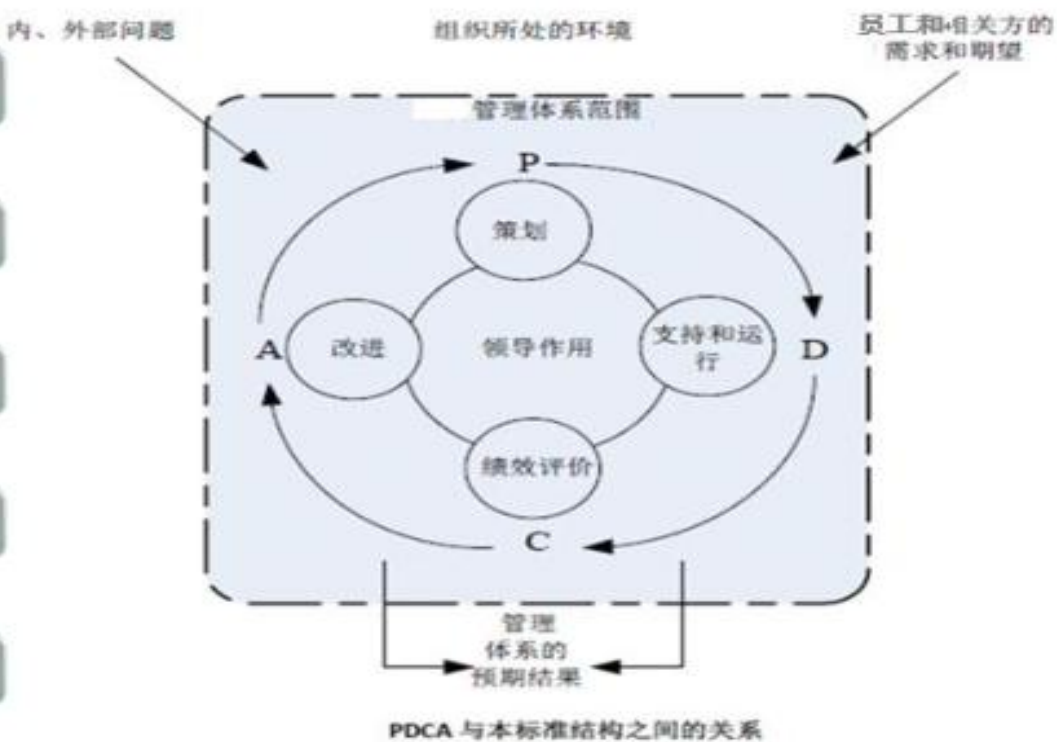 内、外部问题
组织所处的环境
员工和相关方的
需求和期望
管理体系范围
P
策划
A
改进
领导作用
支持和运
行
D
绩效评价
C
管理
体系的
预期结果
PDCA 与本标准结构之间的关系